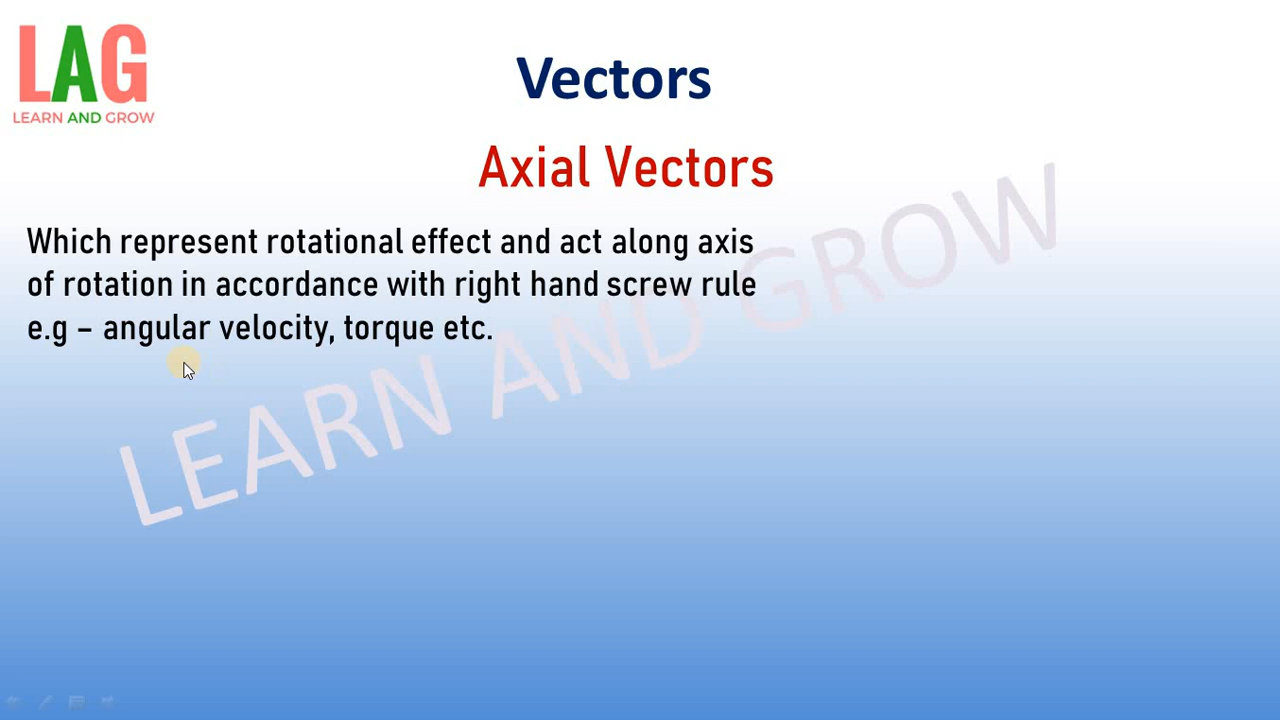 LAG
LEARN AND GROW
Vectors
Axial Vectors
Which represent rotational effect and act along axis
of rotation in accordance with right hand screw rule
e.g – angular velocity, torque etc.
LEARN AND GROW